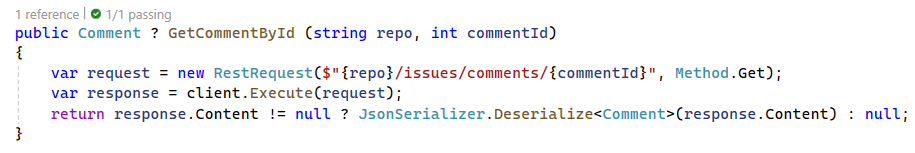 1 reference | 1/1 passing
public Comment ? GetCommentById (string repo, int commentId)
{
    var request = new RestRequest($"{repo}/issues/comments/{commentId}", Method.Get);
    var response = client.Execute(request);
    return response.Content != null ? JsonSerializer.Deserialize<Comment>(response.Content) : null;
}